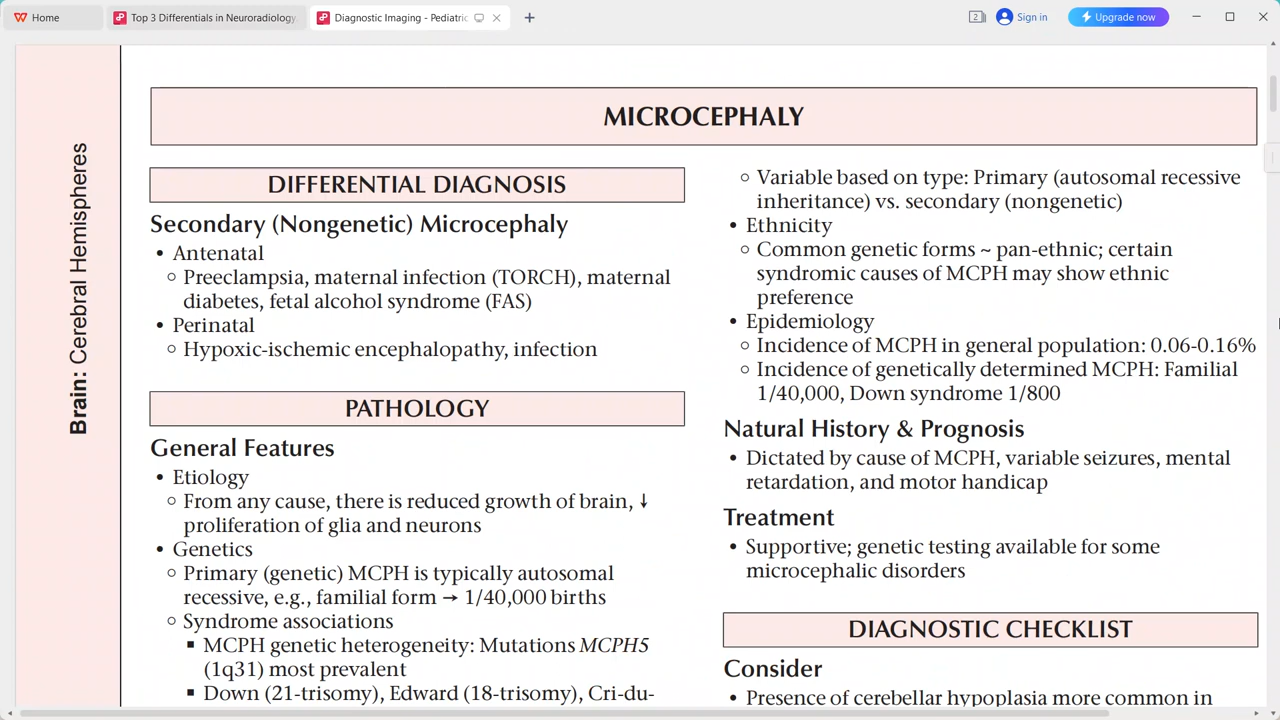 Home
Top 3 Differentials in Neuroradiology.
Diagnostic Imaging - Pediatric
2
Sign in
Upgrade now
Brain: Cerebral Hemispheres
MICROCEPHALY
DIFFERENTIAL DIAGNOSIS
Secondary (Nongenetic) Microcephaly
• Antenatal
○ Preeclampsia, maternal infection (TORCH), maternal
diabetes, fetal alcohol syndrome (FAS)
• Perinatal
○ Hypoxic-ischemic encephalopathy, infection
PATHOLOGY
General Features
• Etiology
○ From any cause, there is reduced growth of brain, ↓
proliferation of glia and neurons
• Genetics
○ Primary (genetic) MCPH is typically autosomal
recessive, e.g., familial form → 1/40,000 births
○ Syndrome associations
▪ MCPH genetic heterogeneity: Mutations MCPH5
(1q31) most prevalent
▪ Down (21-trisomy), Edward (18-trisomy), Cri-du-
○ Variable based on type: Primary (autosomal recessive
inheritance) vs. secondary (nongenetic)
• Ethnicity
○ Common genetic forms ~ pan-ethnic; certain
syndromic causes of MCPH may show ethnic
preference
• Epidemiology
○ Incidence of MCPH in general population: 0.06-0.16%
○ Incidence of genetically determined MCPH: Familial
1/40,000, Down syndrome 1/800
Natural History & Prognosis
• Dictated by cause of MCPH, variable seizures, mental
retardation, and motor handicap
Treatment
• Supportive; genetic testing available for some
microcephalic disorders
DIAGNOSTIC CHECKLIST
Consider
• Presence of cerebellar hypoplasia more common in